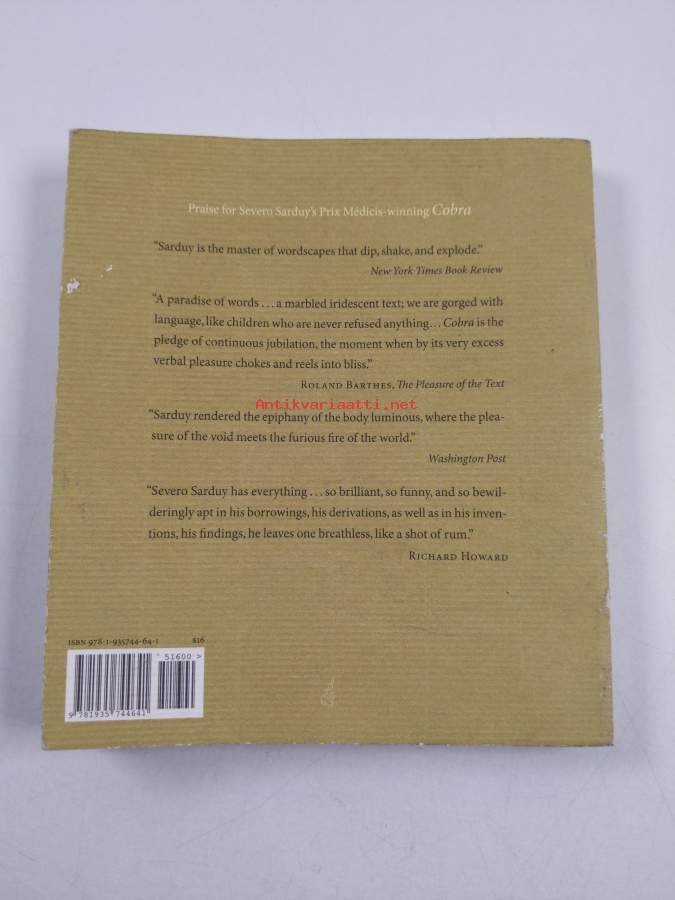 Praise for Severo Sarduy's Prix Médicis-winning Cobra
“Sarduy is the master of wordscapes that dip, shake, and explode.”
New York Times Book Review
“A paradise of words . . . a marbled iridescent text; we are gorged with
language, like children who are never refused anything . . . Cobra is the
pledge of continuous jubilation, the moment when by its very excess
verbal pleasure chokes and reels into bliss.”
Roland Barthes, The Pleasure of the Text
Antikvariaatti.net
“Sarduy rendered the epiphany of the body luminous, where the plea-
sure of the void meets the furious fire of the world.”
Washington Post
“Severo Sarduy has everything . . . so brilliant, so funny, and so bewil-
deringly apt in his borrowings, his derivations, as well as in his inven-
tions, his findings, he leaves one breathless, like a shot of rum.”
Richard Howard
ISBN 978-1-935744-64-1 $16
51600 >
9 781935 744641